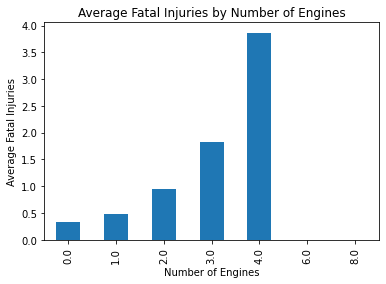 Average Fatal Injuries by Number of Engines
4.0
3.5
3.0
2.5
2.0
1.5
1.0
0.5
0.0
Average Fatal Injuries
0.0 1.0 2.0 3.0 4.0 6.0 8.0
Number of Engines